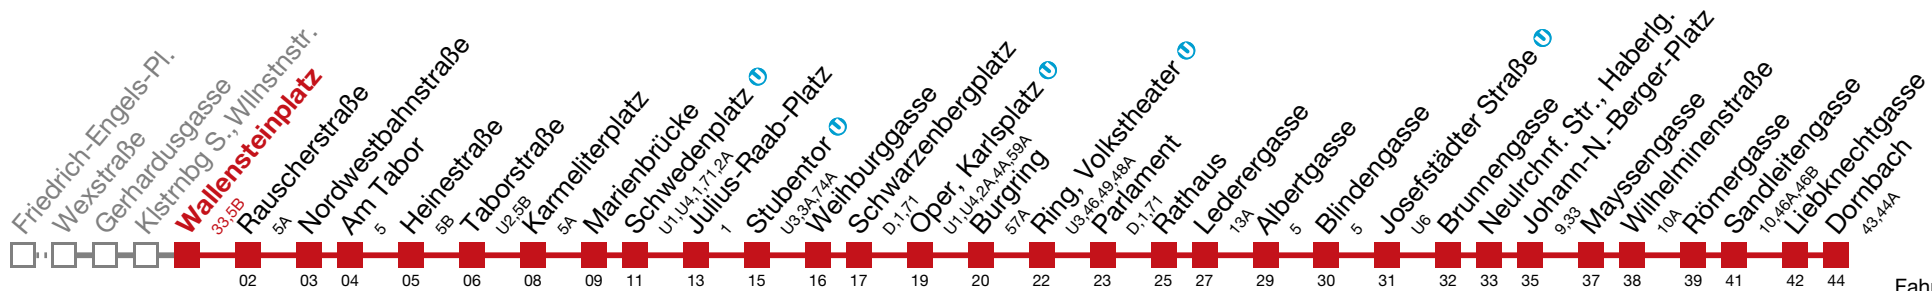 Friedrich-Engels-Pl.
Wexstraße
Gerhardusgasse
Klstrnbg S., Wllnstnstr.
Wallensteinplatz
33,5B
Rauscherstraße
5A
Nordwestbahnstraße
Am Tabor
5
Heinestraße
5B
Taborstraße
U2,5B
Karmeliterplatz
5A
Marienbrücke
Schwedenplatz U
U1,U4,1,71,2A
Julius-Raab-Platz
1
Stubentor U
U3,3A,74A
Weihburggasse
Schwarzenbergplatz
D,1,71
Oper, Karlsplatz U
U1,U4,2A,4A,59A
Burgring
57A
Ring, Volkstheater U
U3,46,49,48A
Parlament
D,1,71
Rathaus
Lederergasse
13A
Albertgasse
5
Blindengasse
5
Josefstädter Straße U
U6
Brunnengasse
Neulrchnf. Str., Haberlg.
Johann-N.-Berger-Platz
9,33
Mayssengasse
Wilhelminenstraße
10A
Römergasse
Sandleitengasse
10,46A,46B
Liebknechtgasse
Dornbach
43,44A
02 03 04 05 06 08 09 11 13 15 16 17 19 20 22 23 25 27 29 30 31 32 33 35 37 38 39 41 42 44
Fah